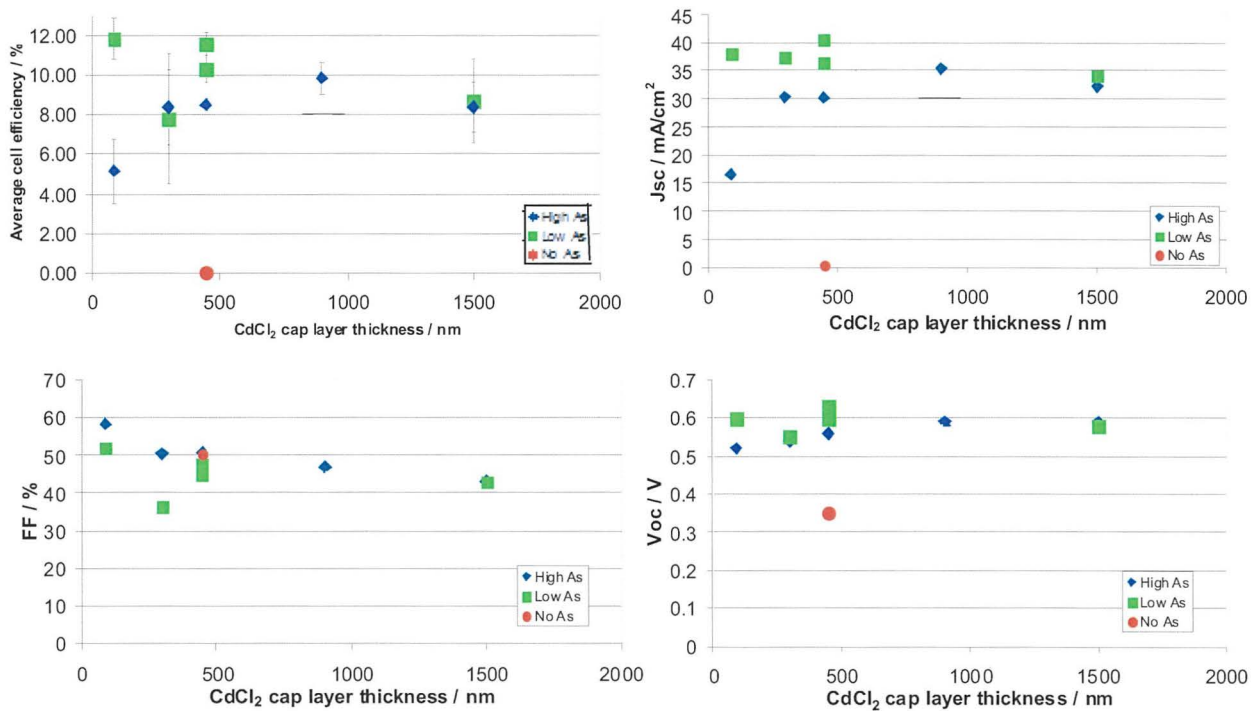 Average cell efficiency / %
12.00
10.00
8.00
6.00
4.00
2.00
0.00
0
500
1000
1500
2000
CdCl₂ cap layer thickness / nm
High As
Low As
No As
Jsc / mA/cm²
45
40
35
30
25
20
15
10
5
0
0
500
1000
1500
2000
CdCl₂ cap layer thickness / nm
High As
Low As
No As
FF / %
70
60
50
40
30
20
10
0
0
500
1000
1500
2000
CdCl₂ cap layer thickness / nm
High As
Low As
No As
Voc / V
0.7
0.6
0.5
0.4
0.3
0.2
0.1
0
0
500
1000
1500
2000
CdCl₂ cap layer thickness / nm
High As
Low As
No As